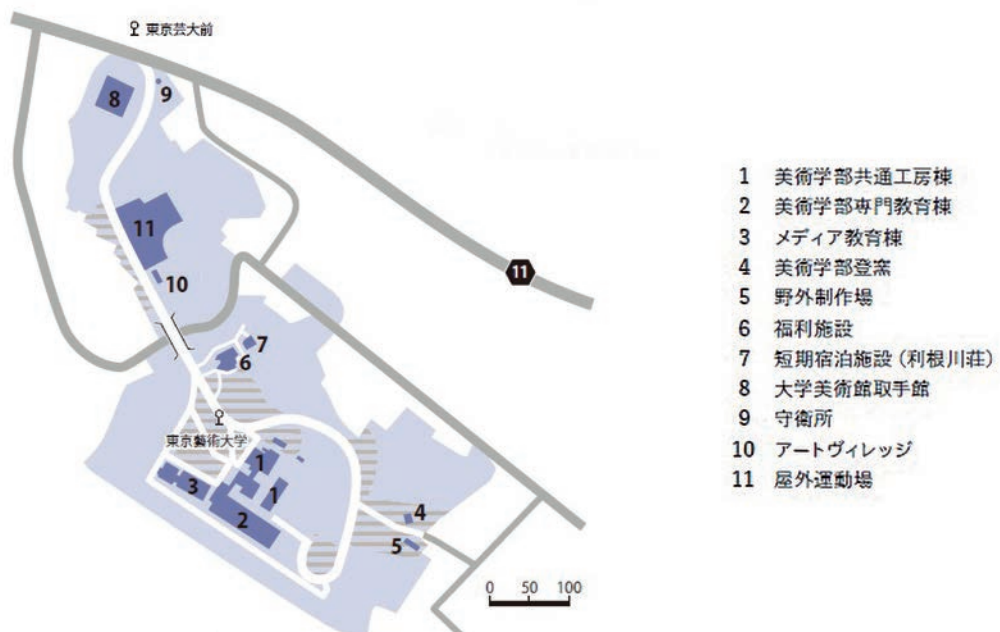 東京芸大前
8
9
11
11
10
7
6
東京藝術大学
1
3
1
2
4
5
0 50 100
1 美術学部共通工房棟
2 美術学部専門教育棟
3 メディア教育棟
4 美術学部登窯
5 野外制作場
6 福利施設
7 短期宿泊施設（利根川荘）
8 大学美術館取手館
9 守衛所
10 アートヴィレッジ
11 屋外運動場